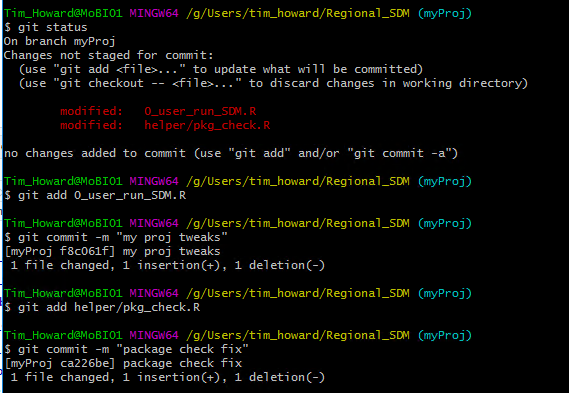 Tim_Howard@MoBIO1 MINGW64 /g/Users/tim_howard/Regional_SDM (myProj)
$ git status
On branch myProj
Changes not staged for commit:
  (use "git add <file>..." to update what will be committed)
  (use "git checkout -- <file>..." to discard changes in working directory)

        modified:   0_user_run_SDM.R
        modified:   helper/pkg_check.R

no changes added to commit (use "git add" and/or "git commit -a")

Tim_Howard@MoBIO1 MINGW64 /g/Users/tim_howard/Regional_SDM (myProj)
$ git add 0_user_run_SDM.R

Tim_Howard@MoBIO1 MINGW64 /g/Users/tim_howard/Regional_SDM (myProj)
$ git commit -m "my proj tweaks"
[myProj f8c061f] my proj tweaks
 1 file changed, 1 insertion(+), 1 deletion(-)

Tim_Howard@MoBIO1 MINGW64 /g/Users/tim_howard/Regional_SDM (myProj)
$ git add helper/pkg_check.R

Tim_Howard@MoBIO1 MINGW64 /g/Users/tim_howard/Regional_SDM (myProj)
$ git commit -m "package check fix"
[myProj ca226be] package check fix
 1 file changed, 1 insertion(+), 1 deletion(-)